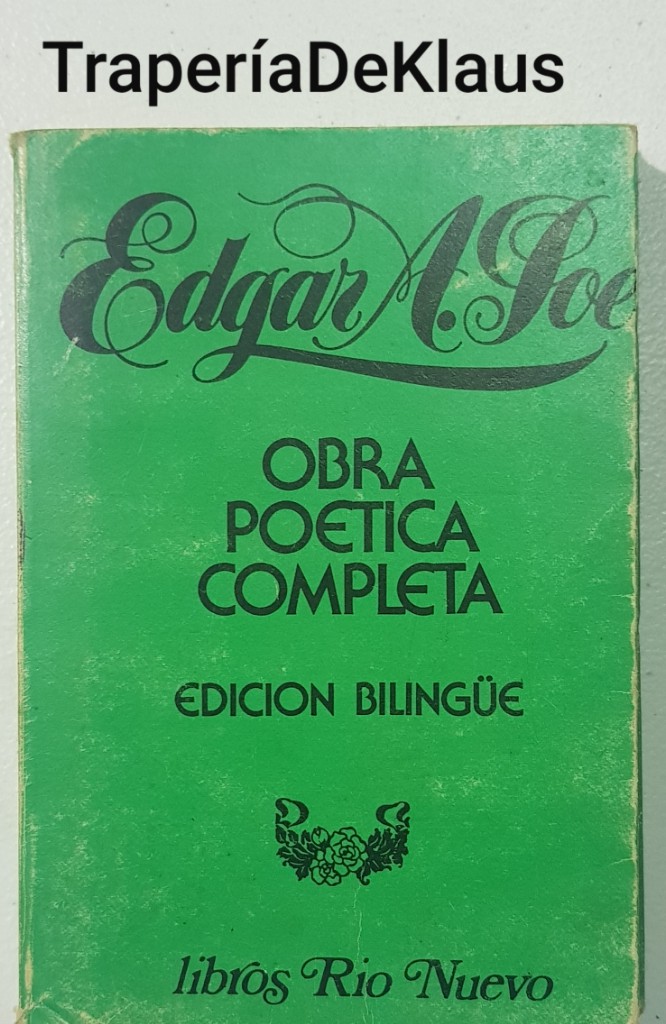 TraperíaDeKlaus
Edgar A. Poe
OBRA
POETICA
COMPLETA
EDICION BILINGÜE
libros Rio Nuevo